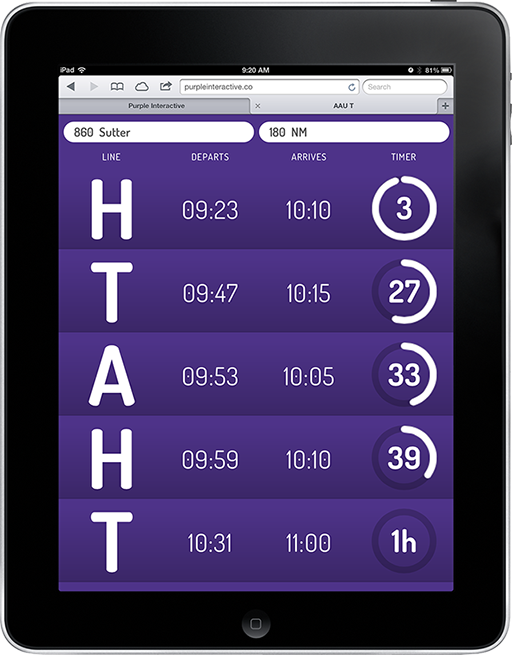 iPad 9:20 AM 81%
purpleinteractive.co Search
Purple Interactive AAU T
860 Sutter 180 NM
LINE DEPARTS ARRIVES TIMER
H 09:23 10:10 3
T 09:47 10:15 27
A 09:53 10:05 33
H 09:59 10:10 39
T 10:31 11:00 1h